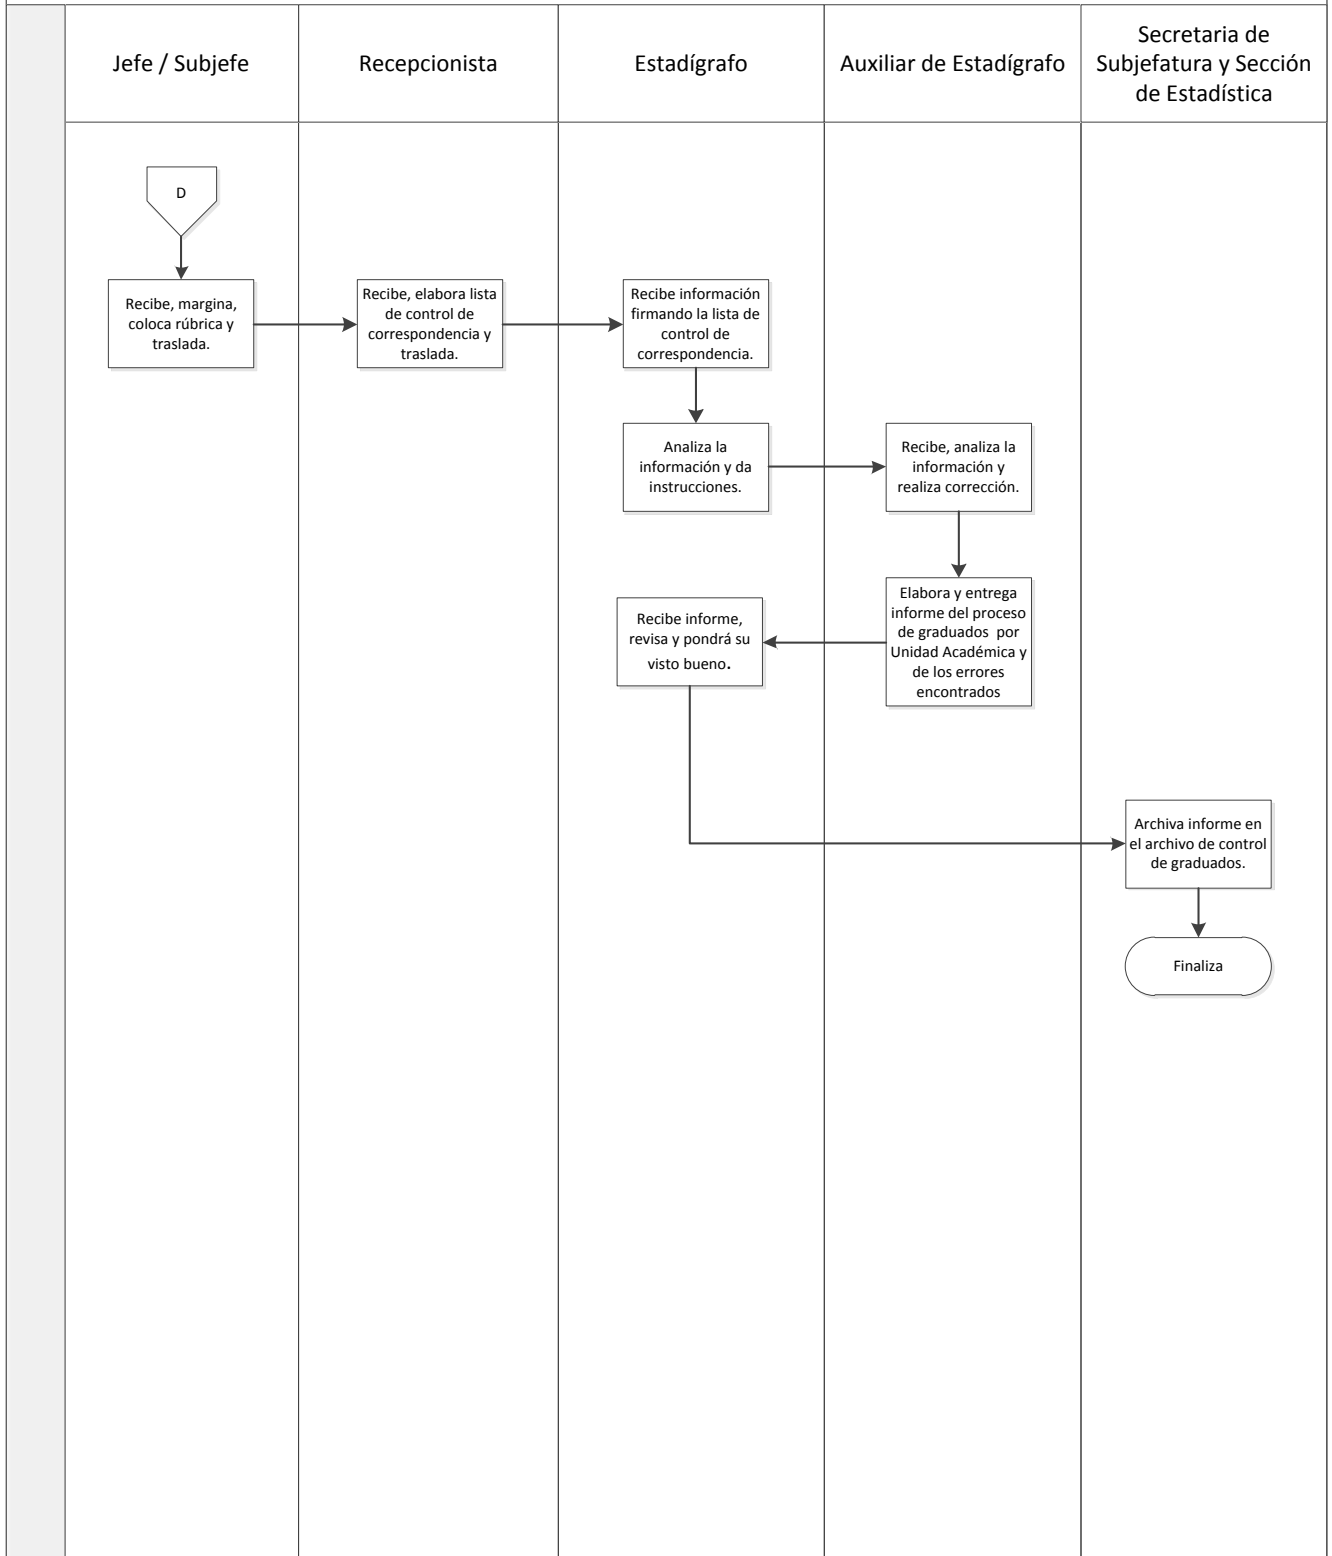 Jefe / Subjefe
Recepcionista
Estadígrafo
Auxiliar de Estadígrafo
Secretaria de
Subjefatura y Sección
de Estadística
D
Recibe, margina,
coloca rúbrica y
traslada.
Recibe, elabora lista
de control de
correspondencia y
traslada.
Recibe información
firmando la lista de
control de
correspondencia.
Analiza la
información y da
instrucciones.
Recibe, analiza la
información y
realiza corrección.
Elabora y entrega
informe del proceso
de graduados por
Unidad Académica y
de los errores
encontrados
Recibe informe,
revisa y pondrá su
visto bueno.
Archiva informe en
el archivo de control
de graduados.
Finaliza